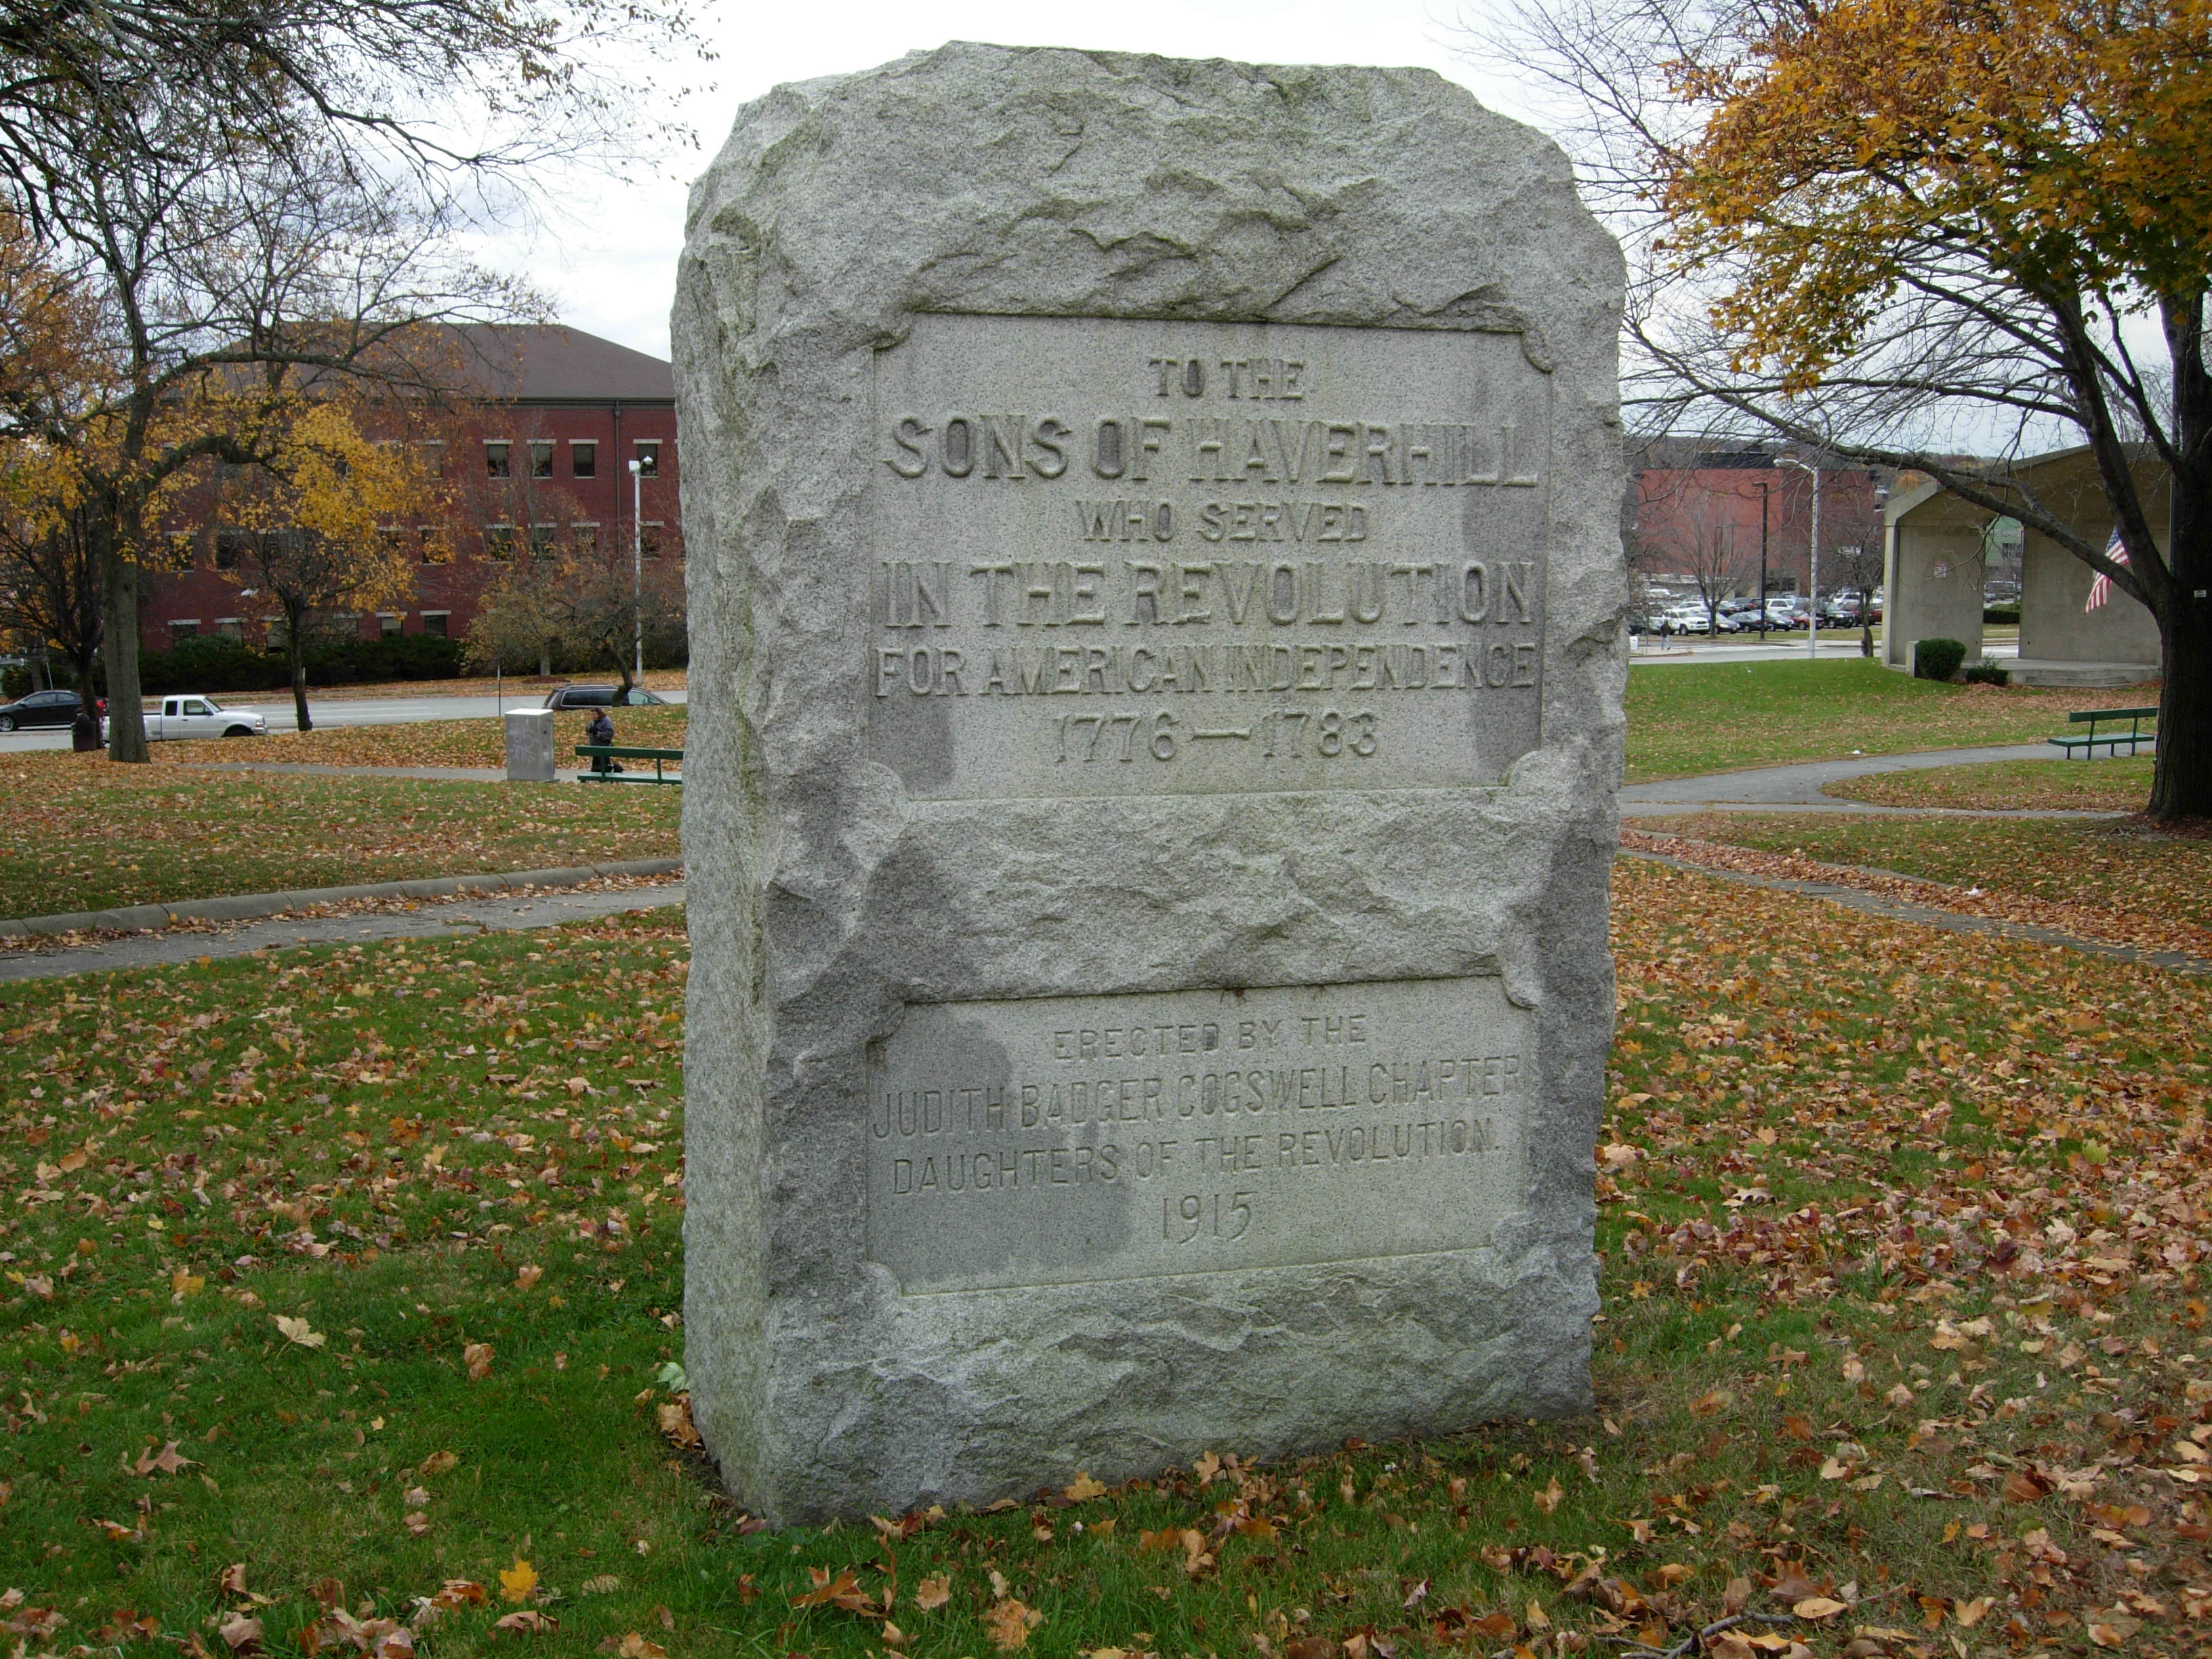 TO THE
SONS OF HAVERHILL
WHO SERVED
IN THE REVOLUTION
FOR AMERICAN INDEPENDENCE
1776—1783
ERECTED BY THE
JUDITH BADGER COGSWELL CHAPTER
DAUGHTERS OF THE REVOLUTION.
1915